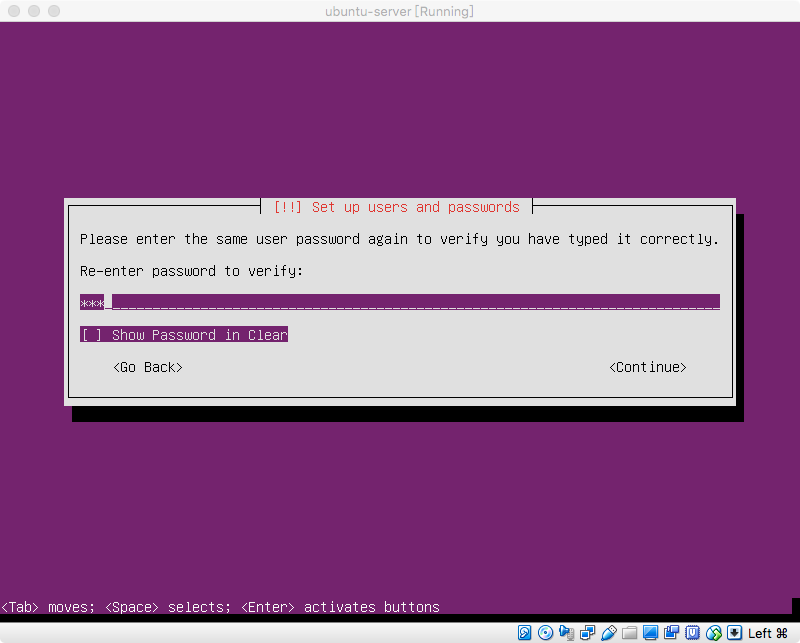 ubuntu-server [Running]
[!!] Set up users and passwords
Please enter the same user password again to verify you have typed it correctly.
Re-enter password to verify:
***
[ ] Show Password in Clear
<Go Back> <Continue>
<Tab> moves; <Space> selects; <Enter> activates buttons
Left ⌘